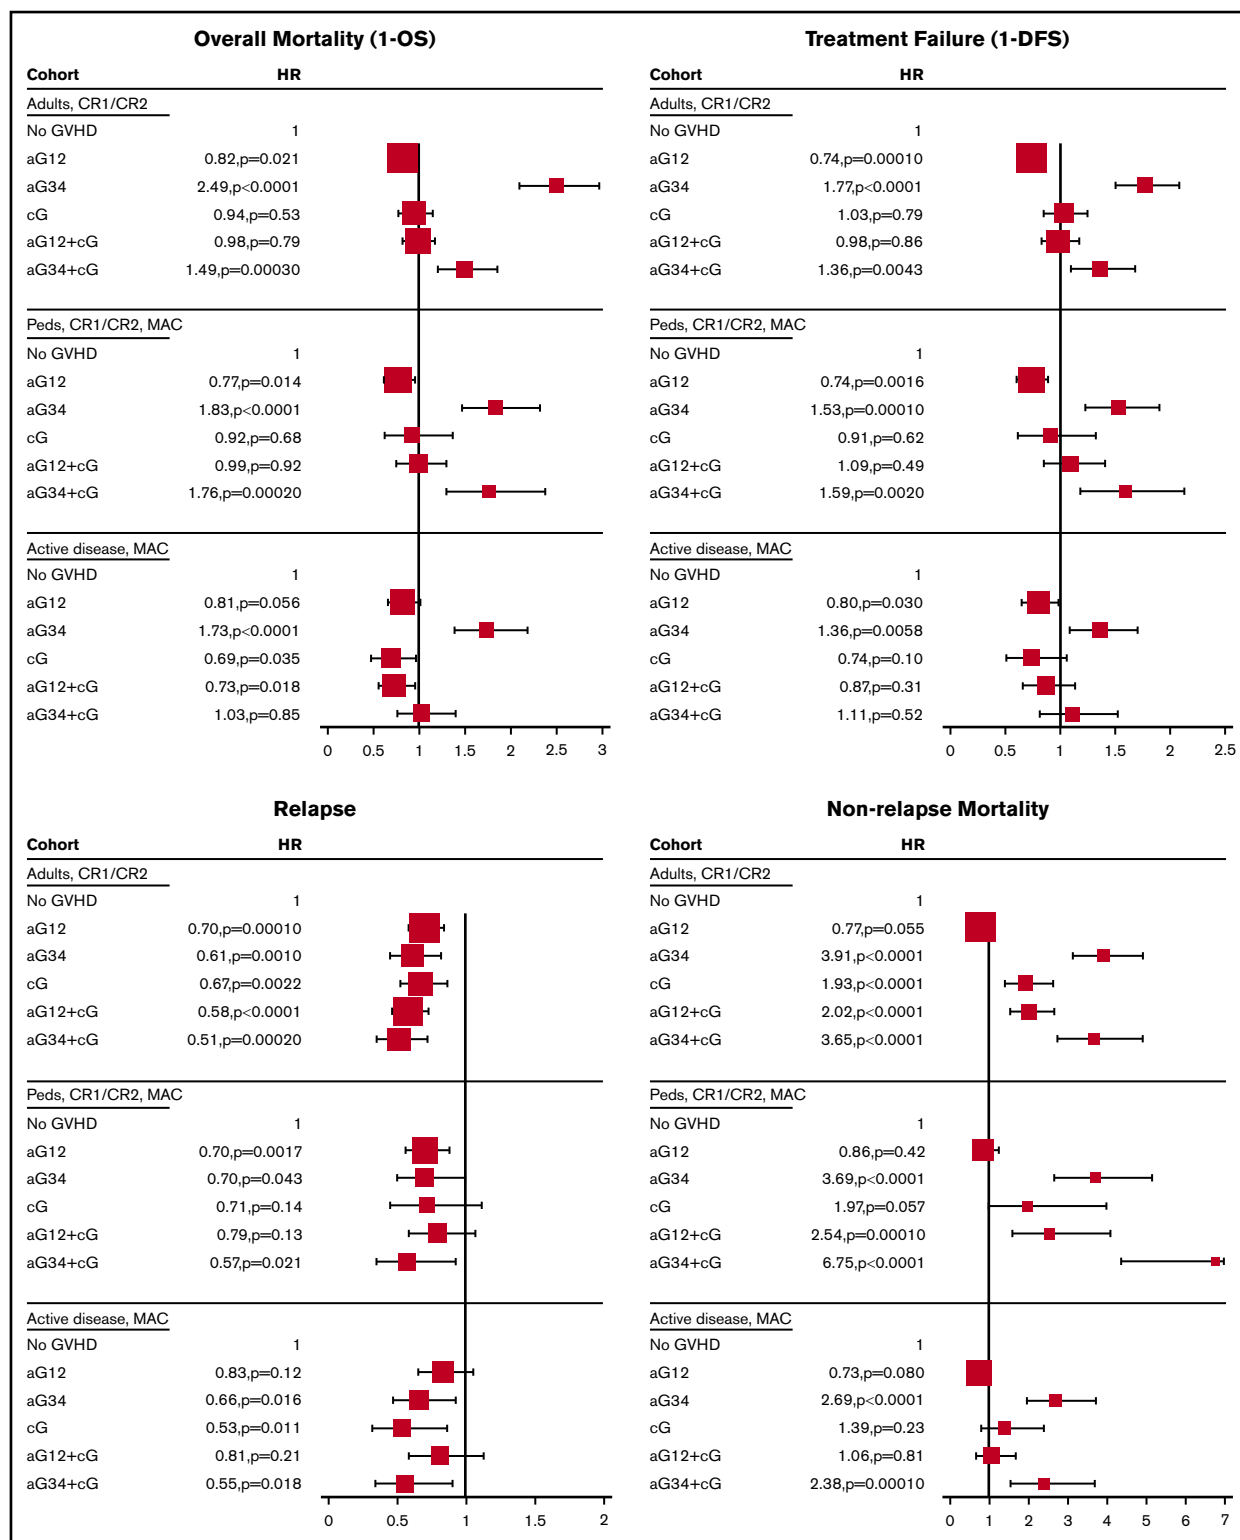 Overall Mortality (1-OS)
Cohort HR
Adults, CR1/CR2
No GVHD 1
aG12 0.82,p=0.021
aG34 2.49,p<0.0001
cG 0.94,p=0.53
aG12+cG 0.98,p=0.79
aG34+cG 1.49,p=0.00030
Peds, CR1/CR2, MAC
No GVHD 1
aG12 0.77,p=0.014
aG34 1.83,p<0.0001
cG 0.92,p=0.68
aG12+cG 0.99,p=0.92
aG34+cG 1.76,p=0.00020
Active disease, MAC
No GVHD 1
aG12 0.81,p=0.056
aG34 1.73,p<0.0001
cG 0.69,p=0.035
aG12+cG 0.73,p=0.018
aG34+cG 1.03,p=0.85
0 0.5 1 1.5 2 2.5 3
Treatment Failure (1-DFS)
Cohort HR
Adults, CR1/CR2
No GVHD 1
aG12 0.74,p=0.00010
aG34 1.77,p<0.0001
cG 1.03,p=0.79
aG12+cG 0.98,p=0.86
aG34+cG 1.36,p=0.0043
Peds, CR1/CR2, MAC
No GVHD 1
aG12 0.74,p=0.0016
aG34 1.53,p=0.00010
cG 0.91,p=0.62
aG12+cG 1.09,p=0.49
aG34+cG 1.59,p=0.0020
Active disease, MAC
No GVHD 1
aG12 0.80,p=0.030
aG34 1.36,p=0.0058
cG 0.74,p=0.10
aG12+cG 0.87,p=0.31
aG34+cG 1.11,p=0.52
0 0.5 1 1.5 2 2.5
Relapse
Cohort HR
Adults, CR1/CR2
No GVHD 1
aG12 0.70,p=0.00010
aG34 0.61,p=0.0010
cG 0.67,p=0.0022
aG12+cG 0.58,p<0.0001
aG34+cG 0.51,p=0.00020
Peds, CR1/CR2, MAC
No GVHD 1
aG12 0.70,p=0.0017
aG34 0.70,p=0.043
cG 0.71,p=0.14
aG12+cG 0.79,p=0.13
aG34+cG 0.57,p=0.021
Active disease, MAC
No GVHD 1
aG12 0.83,p=0.12
aG34 0.66,p=0.016
cG 0.53,p=0.011
aG12+cG 0.81,p=0.21
aG34+cG 0.55,p=0.018
0 0.5 1 1.5 2
Non-relapse Mortality
Cohort HR
Adults, CR1/CR2
No GVHD 1
aG12 0.77,p=0.055
aG34 3.91,p<0.0001
cG 1.93,p<0.0001
aG12+cG 2.02,p<0.0001
aG34+cG 3.65,p<0.0001
Peds, CR1/CR2, MAC
No GVHD 1
aG12 0.86,p=0.42
aG34 3.69,p<0.0001
cG 1.97,p=0.057
aG12+cG 2.54,p=0.00010
aG34+cG 6.75,p<0.0001
Active disease, MAC
No GVHD 1
aG12 0.73,p=0.080
aG34 2.69,p<0.0001
cG 1.39,p=0.23
aG12+cG 1.06,p=0.81
aG34+cG 2.38,p=0.00010
0 1 2 3 4 5 6 7